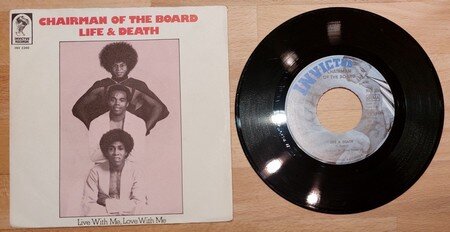 CHAIRMAN OF THE BOARD
LIFE & DEATH
Live With Me, Love With Me
INVICTUS
CHAIRMAN
OF THE BOARD
LIFE & DEATH